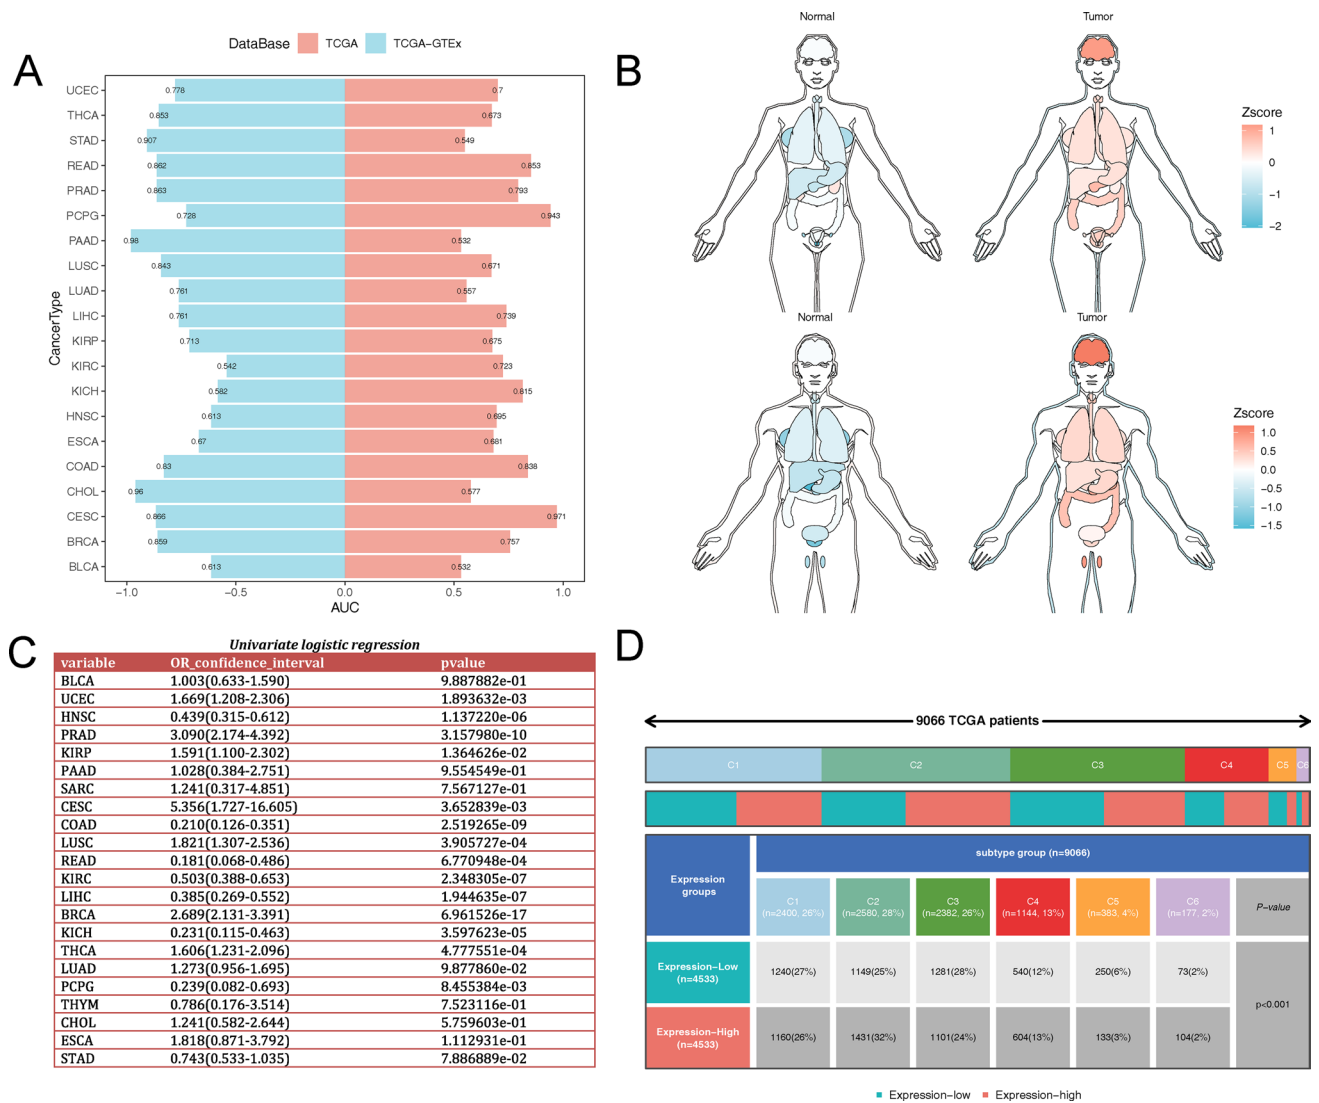 A
DataBase TCGA TCGA-GTEx
CancerType
UCEC 0.778 0.7
THCA 0.853 0.673
STAD 0.907 0.549
READ 0.862 0.853
PRAD 0.863 0.793
PCPG 0.728 0.943
PAAD 0.98 0.532
LUSC 0.843 0.671
LUAD 0.761 0.557
LIHC 0.761 0.739
KIRP 0.713 0.675
KIRC 0.542 0.723
KICH 0.582 0.815
HNSC 0.613 0.695
ESCA 0.67 0.681
COAD 0.83 0.838
CHOL 0.96 0.577
CESC 0.866 0.971
BRCA 0.859 0.757
BLCA 0.613 0.532
−1.0 −0.5 0.0 0.5 1.0
AUC
B
Normal Tumor
Zscore
1
0
−1
−2
Normal Tumor
Zscore
1.0
0.5
0.0
−0.5
−1.0
−1.5
C
Univariate logistic regression
variable OR_confidence_interval pvalue
BLCA 1.003(0.633-1.590) 9.887882e-01
UCEC 1.669(1.208-2.306) 1.893632e-03
HNSC 0.439(0.315-0.612) 1.137220e-06
PRAD 3.090(2.174-4.392) 3.157980e-10
KIRP 1.591(1.100-2.302) 1.364626e-02
PAAD 1.028(0.384-2.751) 9.554549e-01
SARC 1.241(0.317-4.851) 7.567127e-01
CESC 5.356(1.727-16.605) 3.652839e-03
COAD 0.210(0.126-0.351) 2.519265e-09
LUSC 1.821(1.307-2.536) 3.905727e-04
READ 0.181(0.068-0.486) 6.770948e-04
KIRC 0.503(0.388-0.653) 2.348305e-07
LIHC 0.385(0.269-0.552) 1.944635e-07
BRCA 2.689(2.131-3.391) 6.961526e-17
KICH 0.231(0.115-0.463) 3.597623e-05
THCA 1.606(1.231-2.096) 4.777551e-04
LUAD 1.273(0.956-1.695) 9.877860e-02
PCPG 0.239(0.082-0.693) 8.455384e-03
THYM 0.786(0.176-3.514) 7.523116e-01
CHOL 1.241(0.582-2.644) 5.759603e-01
ESCA 1.818(0.871-3.792) 1.112931e-01
STAD 0.743(0.533-1.035) 7.886889e-02
D
9066 TCGA patients
C1 C2 C3 C4 C5 C6
subtype group (n=9066)
Expression
groups
C1 C2 C3 C4 C5 C6
(n=2400, 26%) (n=2580, 28%) (n=2382, 26%) (n=1144, 13%) (n=383, 4%) (n=177, 2%)
P−value
Expression−Low
(n=4533)
1240(27%) 1149(25%) 1281(28%) 540(12%) 250(6%) 73(2%)
p<0.001
Expression−High
(n=4533)
1160(26%) 1431(32%) 1101(24%) 604(13%) 133(3%) 104(2%)
Expression−low Expression−high